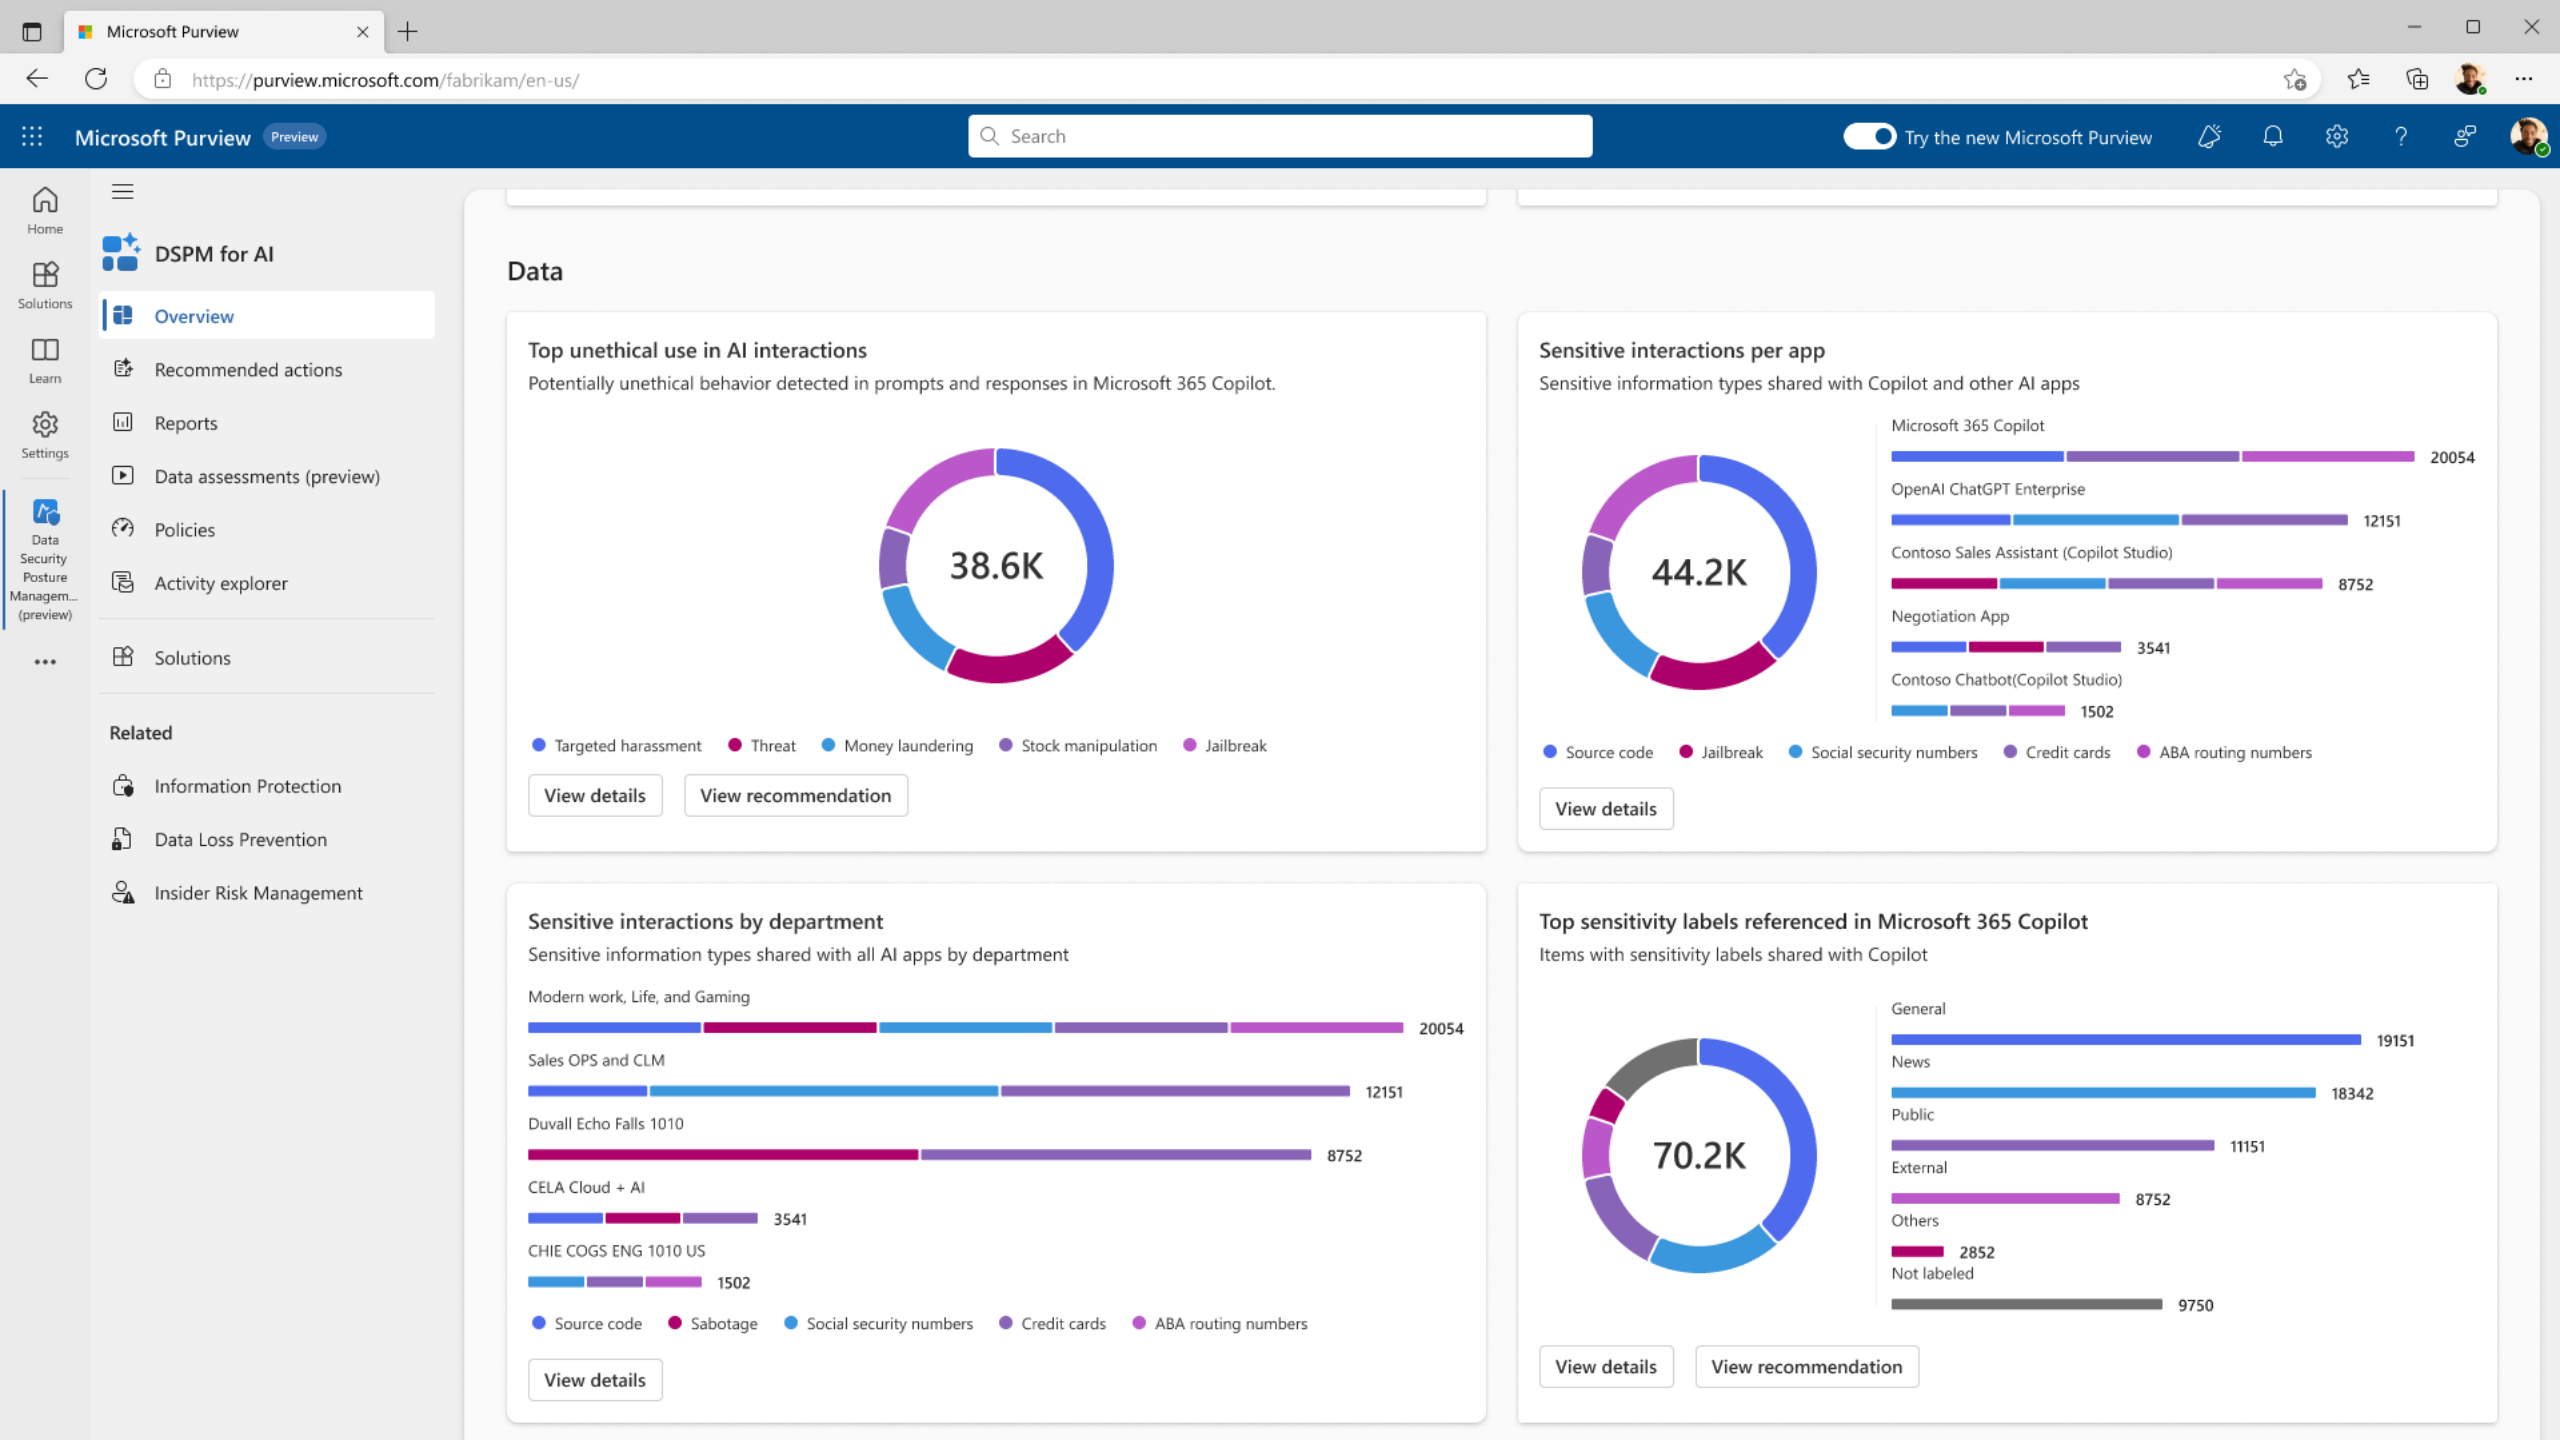 Microsoft Purview
https://purview.microsoft.com/fabrikam/en-us/
Microsoft Purview Preview
Search
Try the new Microsoft Purview
Home
Solutions
Learn
Settings
Data
Security
Posture
Managem...
(preview)
DSPM for AI
Overview
Recommended actions
Reports
Data assessments (preview)
Policies
Activity explorer
Solutions
Related
Information Protection
Data Loss Prevention
Insider Risk Management
Data
Top unethical use in AI interactions
Potentially unethical behavior detected in prompts and responses in Microsoft 365 Copilot.
38.6K
Targeted harassment Threat Money laundering Stock manipulation Jailbreak
View details View recommendation
Sensitive interactions per app
Sensitive information types shared with Copilot and other AI apps
44.2K
Microsoft 365 Copilot
20054
OpenAI ChatGPT Enterprise
12151
Contoso Sales Assistant (Copilot Studio)
8752
Negotiation App
3541
Contoso Chatbot(Copilot Studio)
1502
Source code Jailbreak Social security numbers Credit cards ABA routing numbers
View details
Sensitive interactions by department
Sensitive information types shared with all AI apps by department
Modern work, Life, and Gaming
20054
Sales OPS and CLM
12151
Duvall Echo Falls 1010
8752
CELA Cloud + AI
3541
CHIE COGS ENG 1010 US
1502
Source code Sabotage Social security numbers Credit cards ABA routing numbers
View details
Top sensitivity labels referenced in Microsoft 365 Copilot
Items with sensitivity labels shared with Copilot
70.2K
General
19151
News
18342
Public
11151
External
8752
Others
2852
Not labeled
9750
View details View recommendation